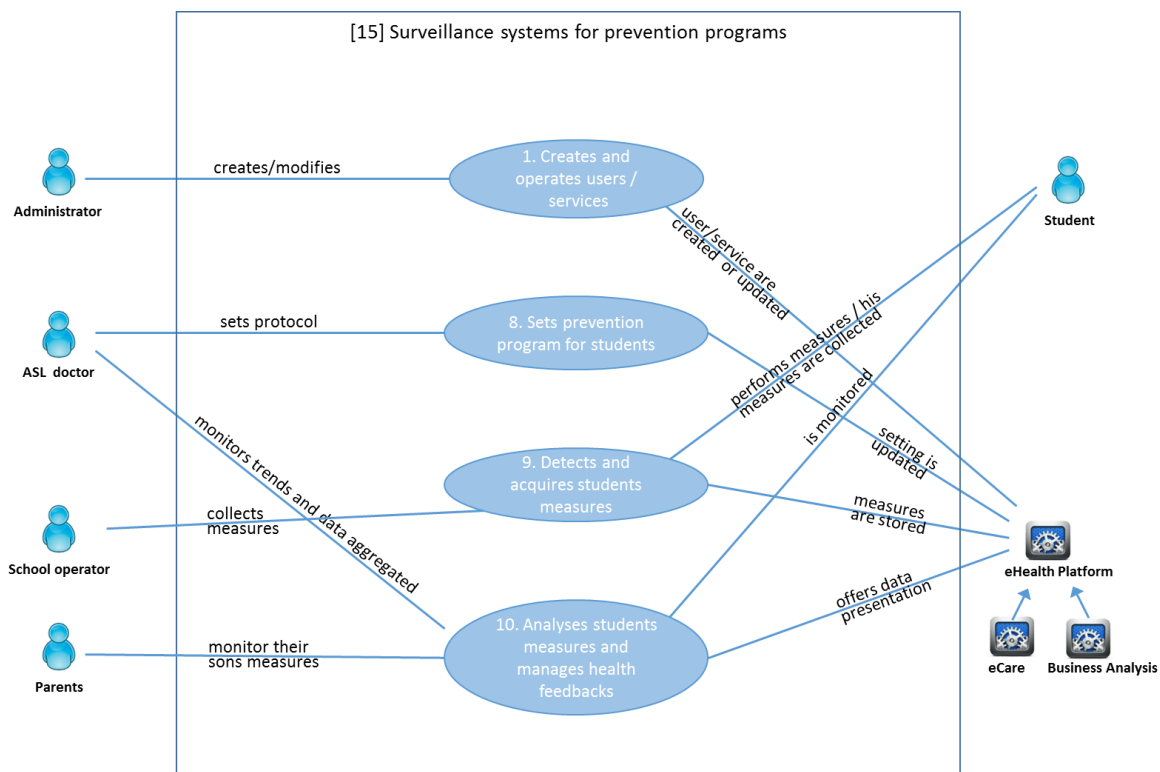 [15] Surveillance systems for prevention programs
creates/modifies
1. Creates and
operates users /
services
Administrator
Student
user/service are
created or updated
sets protocol
8. Sets prevention
program for students
performs measures / his
measures are collected
ASL doctor
is monitored
monitors trends and data aggregated
setting is
updated
9. Detects and
acquires students
measures
collects
measures
measures
are stored
School operator
eHealth Platform
offers data
presentation
10. Analyses students
measures and
manages health
feedbacks
monitor their
sons measures
Parents
eCare
Business Analysis